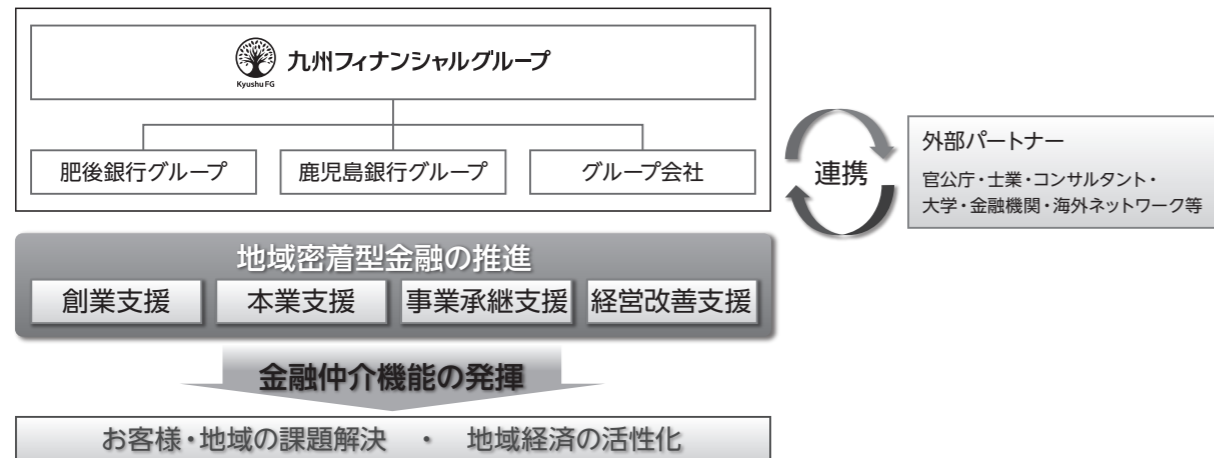 九州フィナンシャルグループ
Kyushu FG
肥後銀行グループ
鹿児島銀行グループ
グループ会社
連携
外部パートナー
官公庁・士業・コンサルタント・
大学・金融機関・海外ネットワーク等
地域密着型金融の推進
創業支援
本業支援
事業承継支援
経営改善支援
金融仲介機能の発揮
お客様・地域の課題解決　・　地域経済の活性化